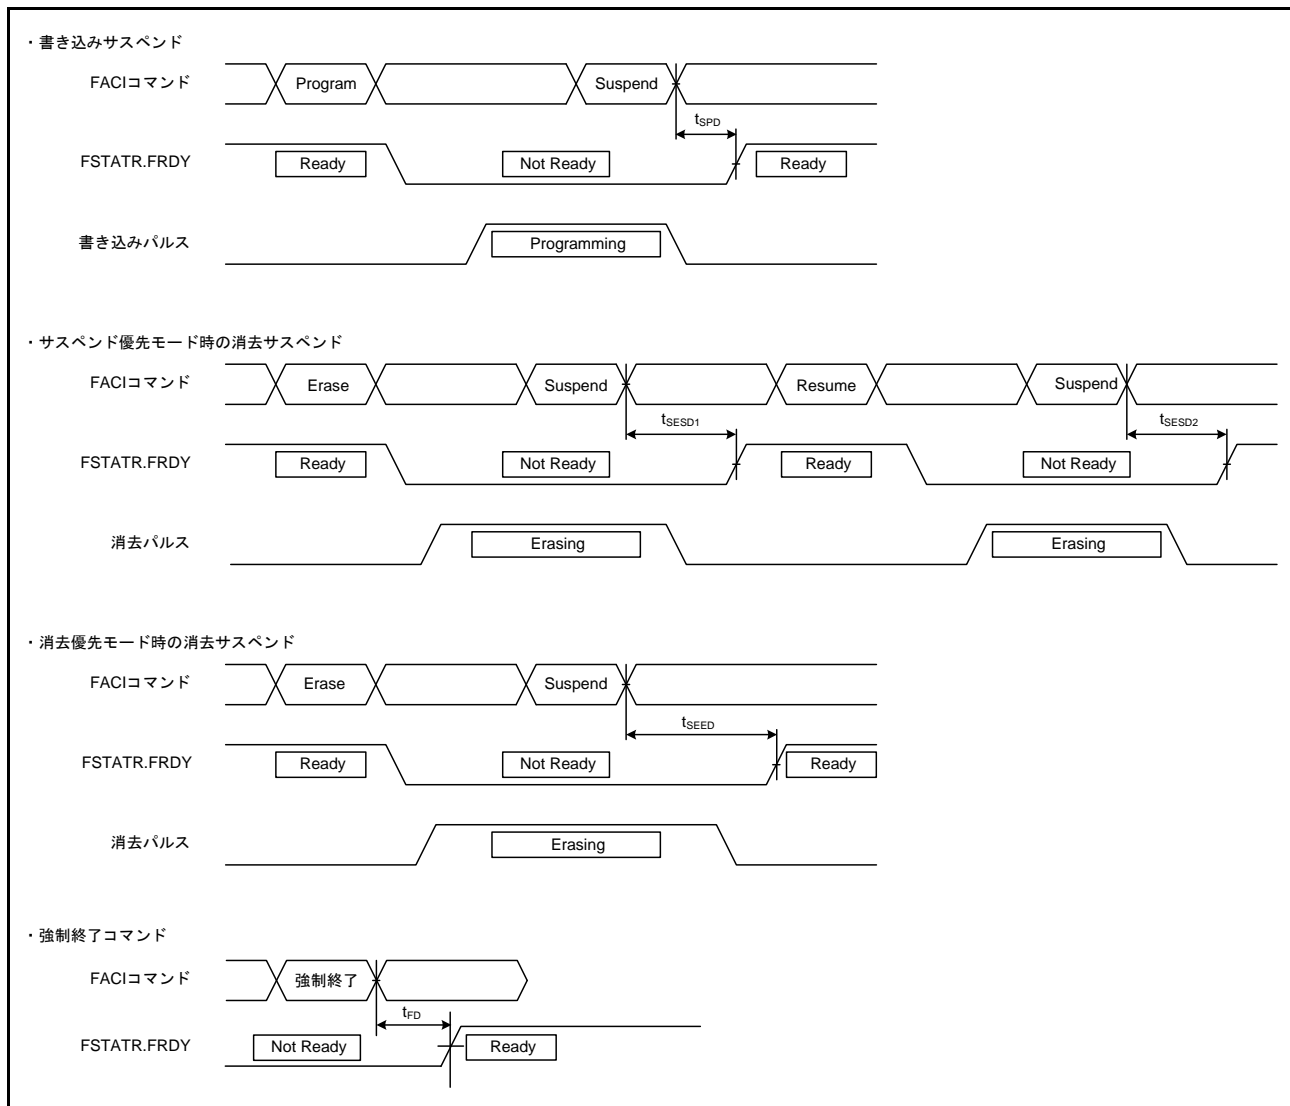 ・書き込みサスペンド
FACIコマンド
Program
Suspend
tSPD
FSTATR.FRDY
Ready
Not Ready
Ready
書き込みパルス
Programming
・サスペンド優先モード時の消去サスペンド
FACIコマンド
Erase
Suspend
Resume
Suspend
tSESD1
tSESD2
FSTATR.FRDY
Ready
Not Ready
Ready
Not Ready
消去パルス
Erasing
Erasing
・消去優先モード時の消去サスペンド
FACIコマンド
Erase
Suspend
tSEED
FSTATR.FRDY
Ready
Not Ready
Ready
消去パルス
Erasing
・強制終了コマンド
FACIコマンド
強制終了
tFD
FSTATR.FRDY
Not Ready
Ready